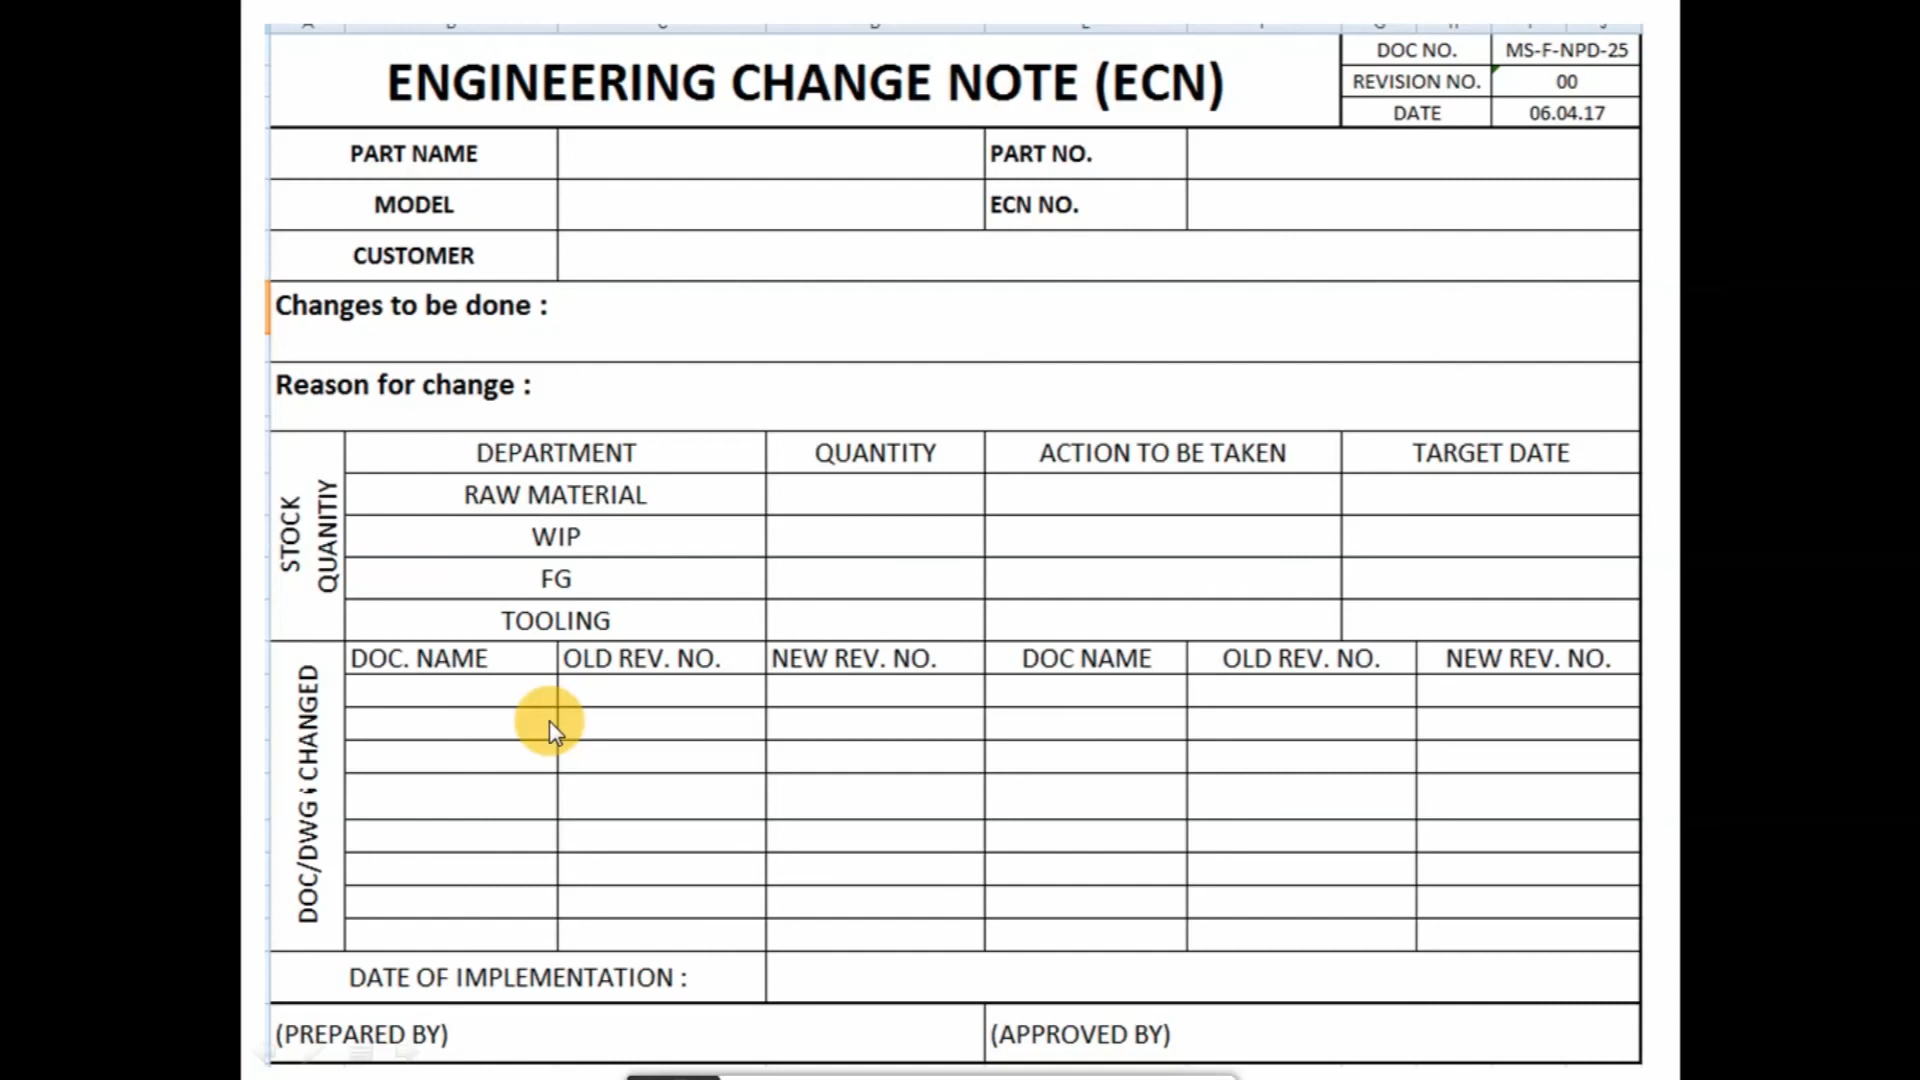 ENGINEERING CHANGE NOTE (ECN)
DOC NO. MS-F-NPD-25
REVISION NO. 00
DATE 06.04.17
PART NAME PART NO.
MODEL ECN NO.
CUSTOMER
Changes to be done :
Reason for change :
STOCK
QUANTITIY
DEPARTMENT QUANTITY ACTION TO BE TAKEN TARGET DATE
RAW MATERIAL
WIP
FG
TOOLING
DOC/DWG CHANGED
DOC. NAME OLD REV. NO. NEW REV. NO. DOC NAME OLD REV. NO. NEW REV. NO.
DATE OF IMPLEMENTATION :
(PREPARED BY) (APPROVED BY)